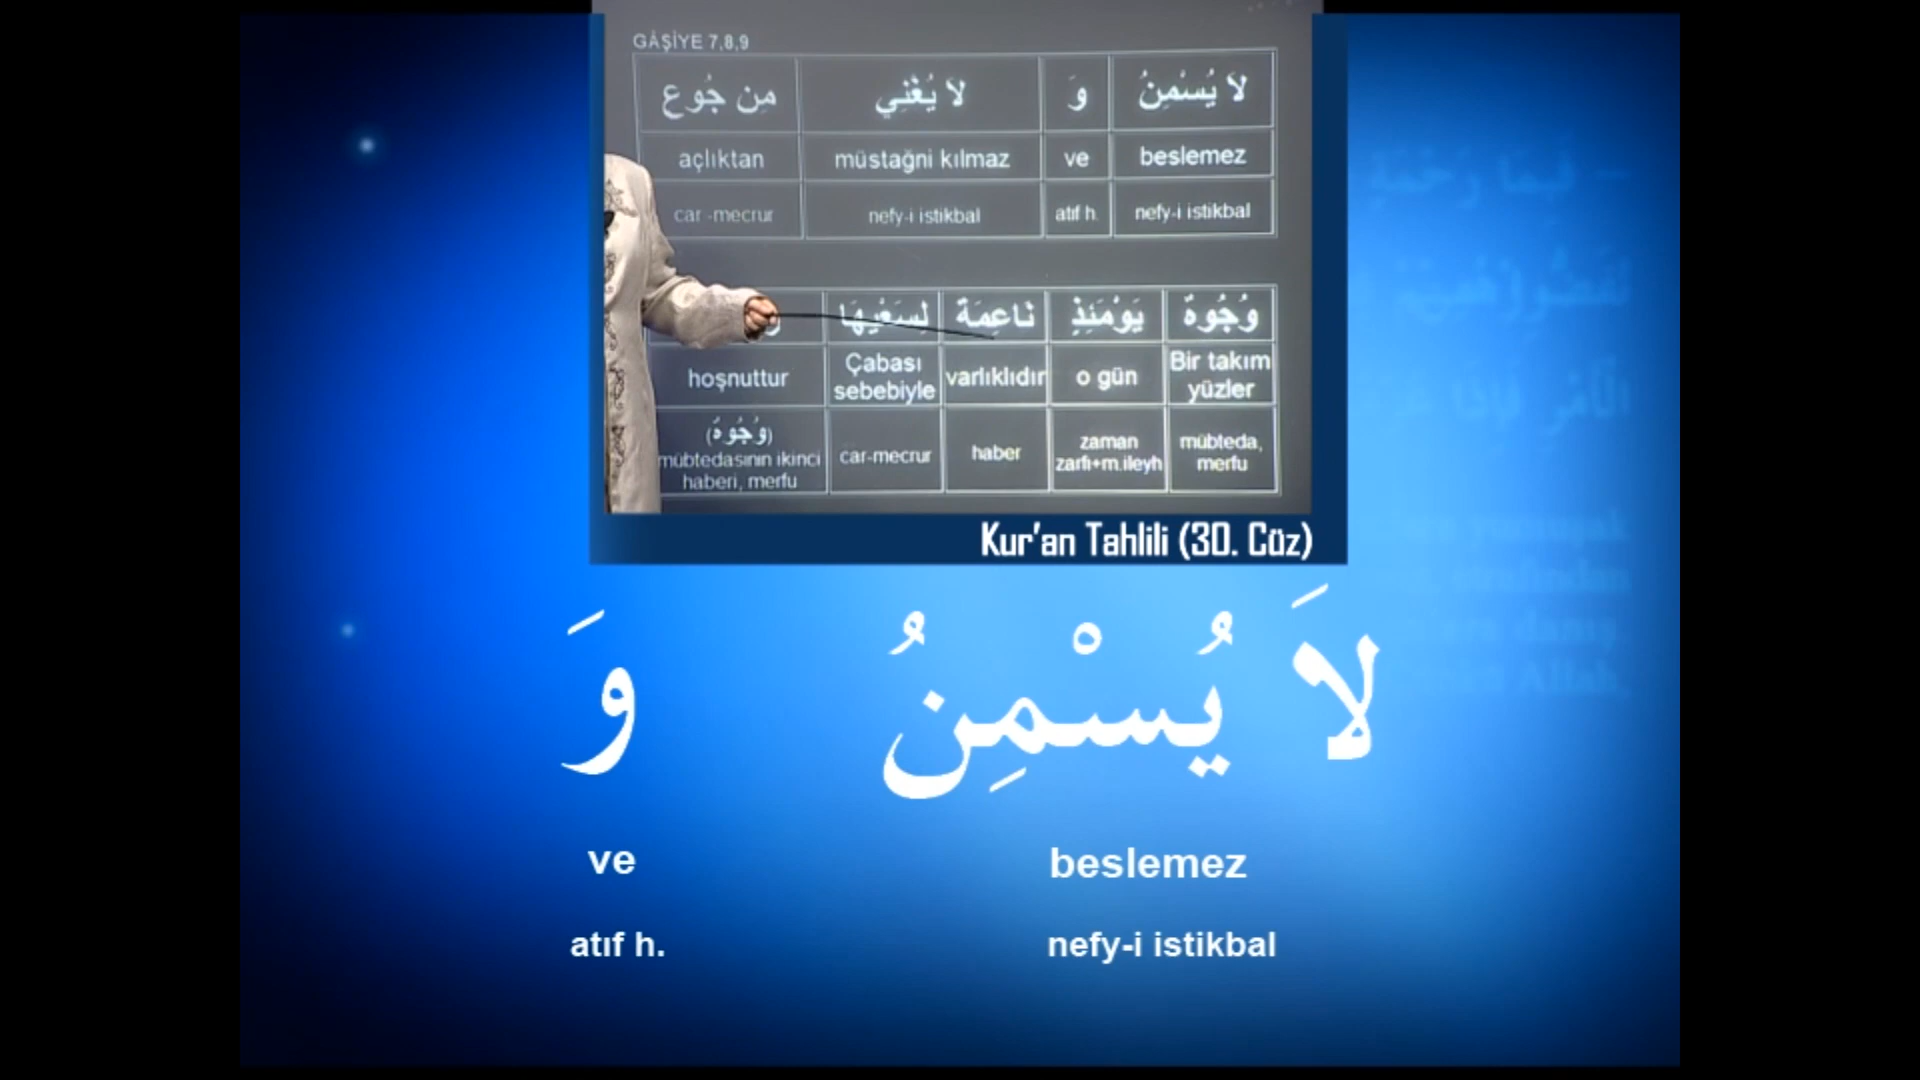 GÂŞİYE 7,8,9
لاَ يُسْمِنُ وَ لاَ يُغْنِي مِن جُوعٍ
beslemez ve müstağni kılmaz açlıktan
nefy-i istikbal atıf h. nefy-i istikbal car -mecrur
وُجُوهٌ يَوْمَئِذٍ نَاعِمَةٌ لِسَعْيِهَا
Bir takım yüzler o gün varlıklıdır Çabası sebebiyle hoşnuttur
mübteda, merfu zaman zarfı+m.ileyh haber car-mecrur (وُجُوهٌ) mübtedasının ikinci haberi, merfu
Kur'an Tahlili (30. Cüz)
لاَ يُسْمِنُ وَ
beslemez ve
nefy-i istikbal atıf h.